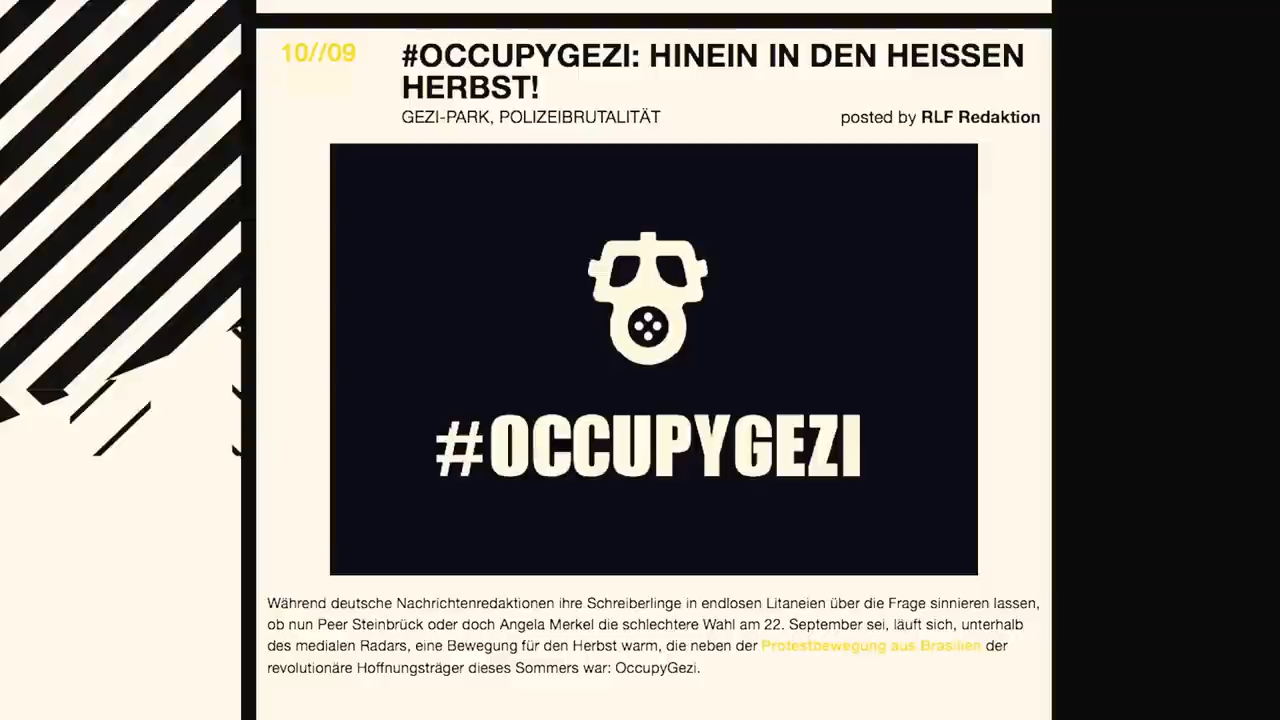 10//09
#OCCUPYGEZI: HINEIN IN DEN HEISSEN
HERBST!
GEZI-PARK, POLIZEIBRUTALITÄT
posted by RLF Redaktion
#OCCUPYGEZI
Während deutsche Nachrichtenredaktionen ihre Schreiberlinge in endlosen Litaneien über die Frage sinnieren lassen,
ob nun Peer Steinbrück oder doch Angela Merkel die schlechtere Wahl am 22. September sei, läuft sich, unterhalb
des medialen Radars, eine Bewegung für den Herbst warm, die neben der Protestbewegung aus Brasilien der
revolutionäre Hoffnungsträger dieses Sommers war: OccupyGezi.